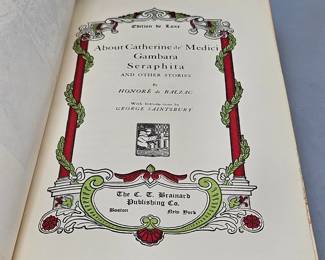 Edition de Luxe
About Catherine de' Medici
Gambara
Seraphita
AND OTHER STORIES
By
HONORÉ de BALZAC
With Introductions by
GEORGE SAINTSBURY
The C. T. Brainard
Publishing Co.
Boston New York